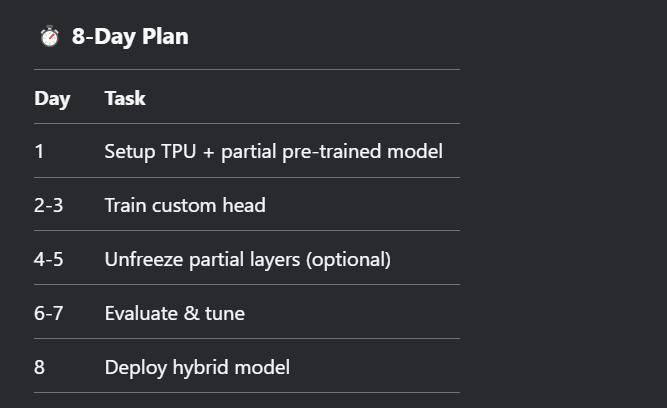 ⏱️ 8-Day Plan
Day Task
1 Setup TPU + partial pre-trained model
2-3 Train custom head
4-5 Unfreeze partial layers (optional)
6-7 Evaluate & tune
8 Deploy hybrid model